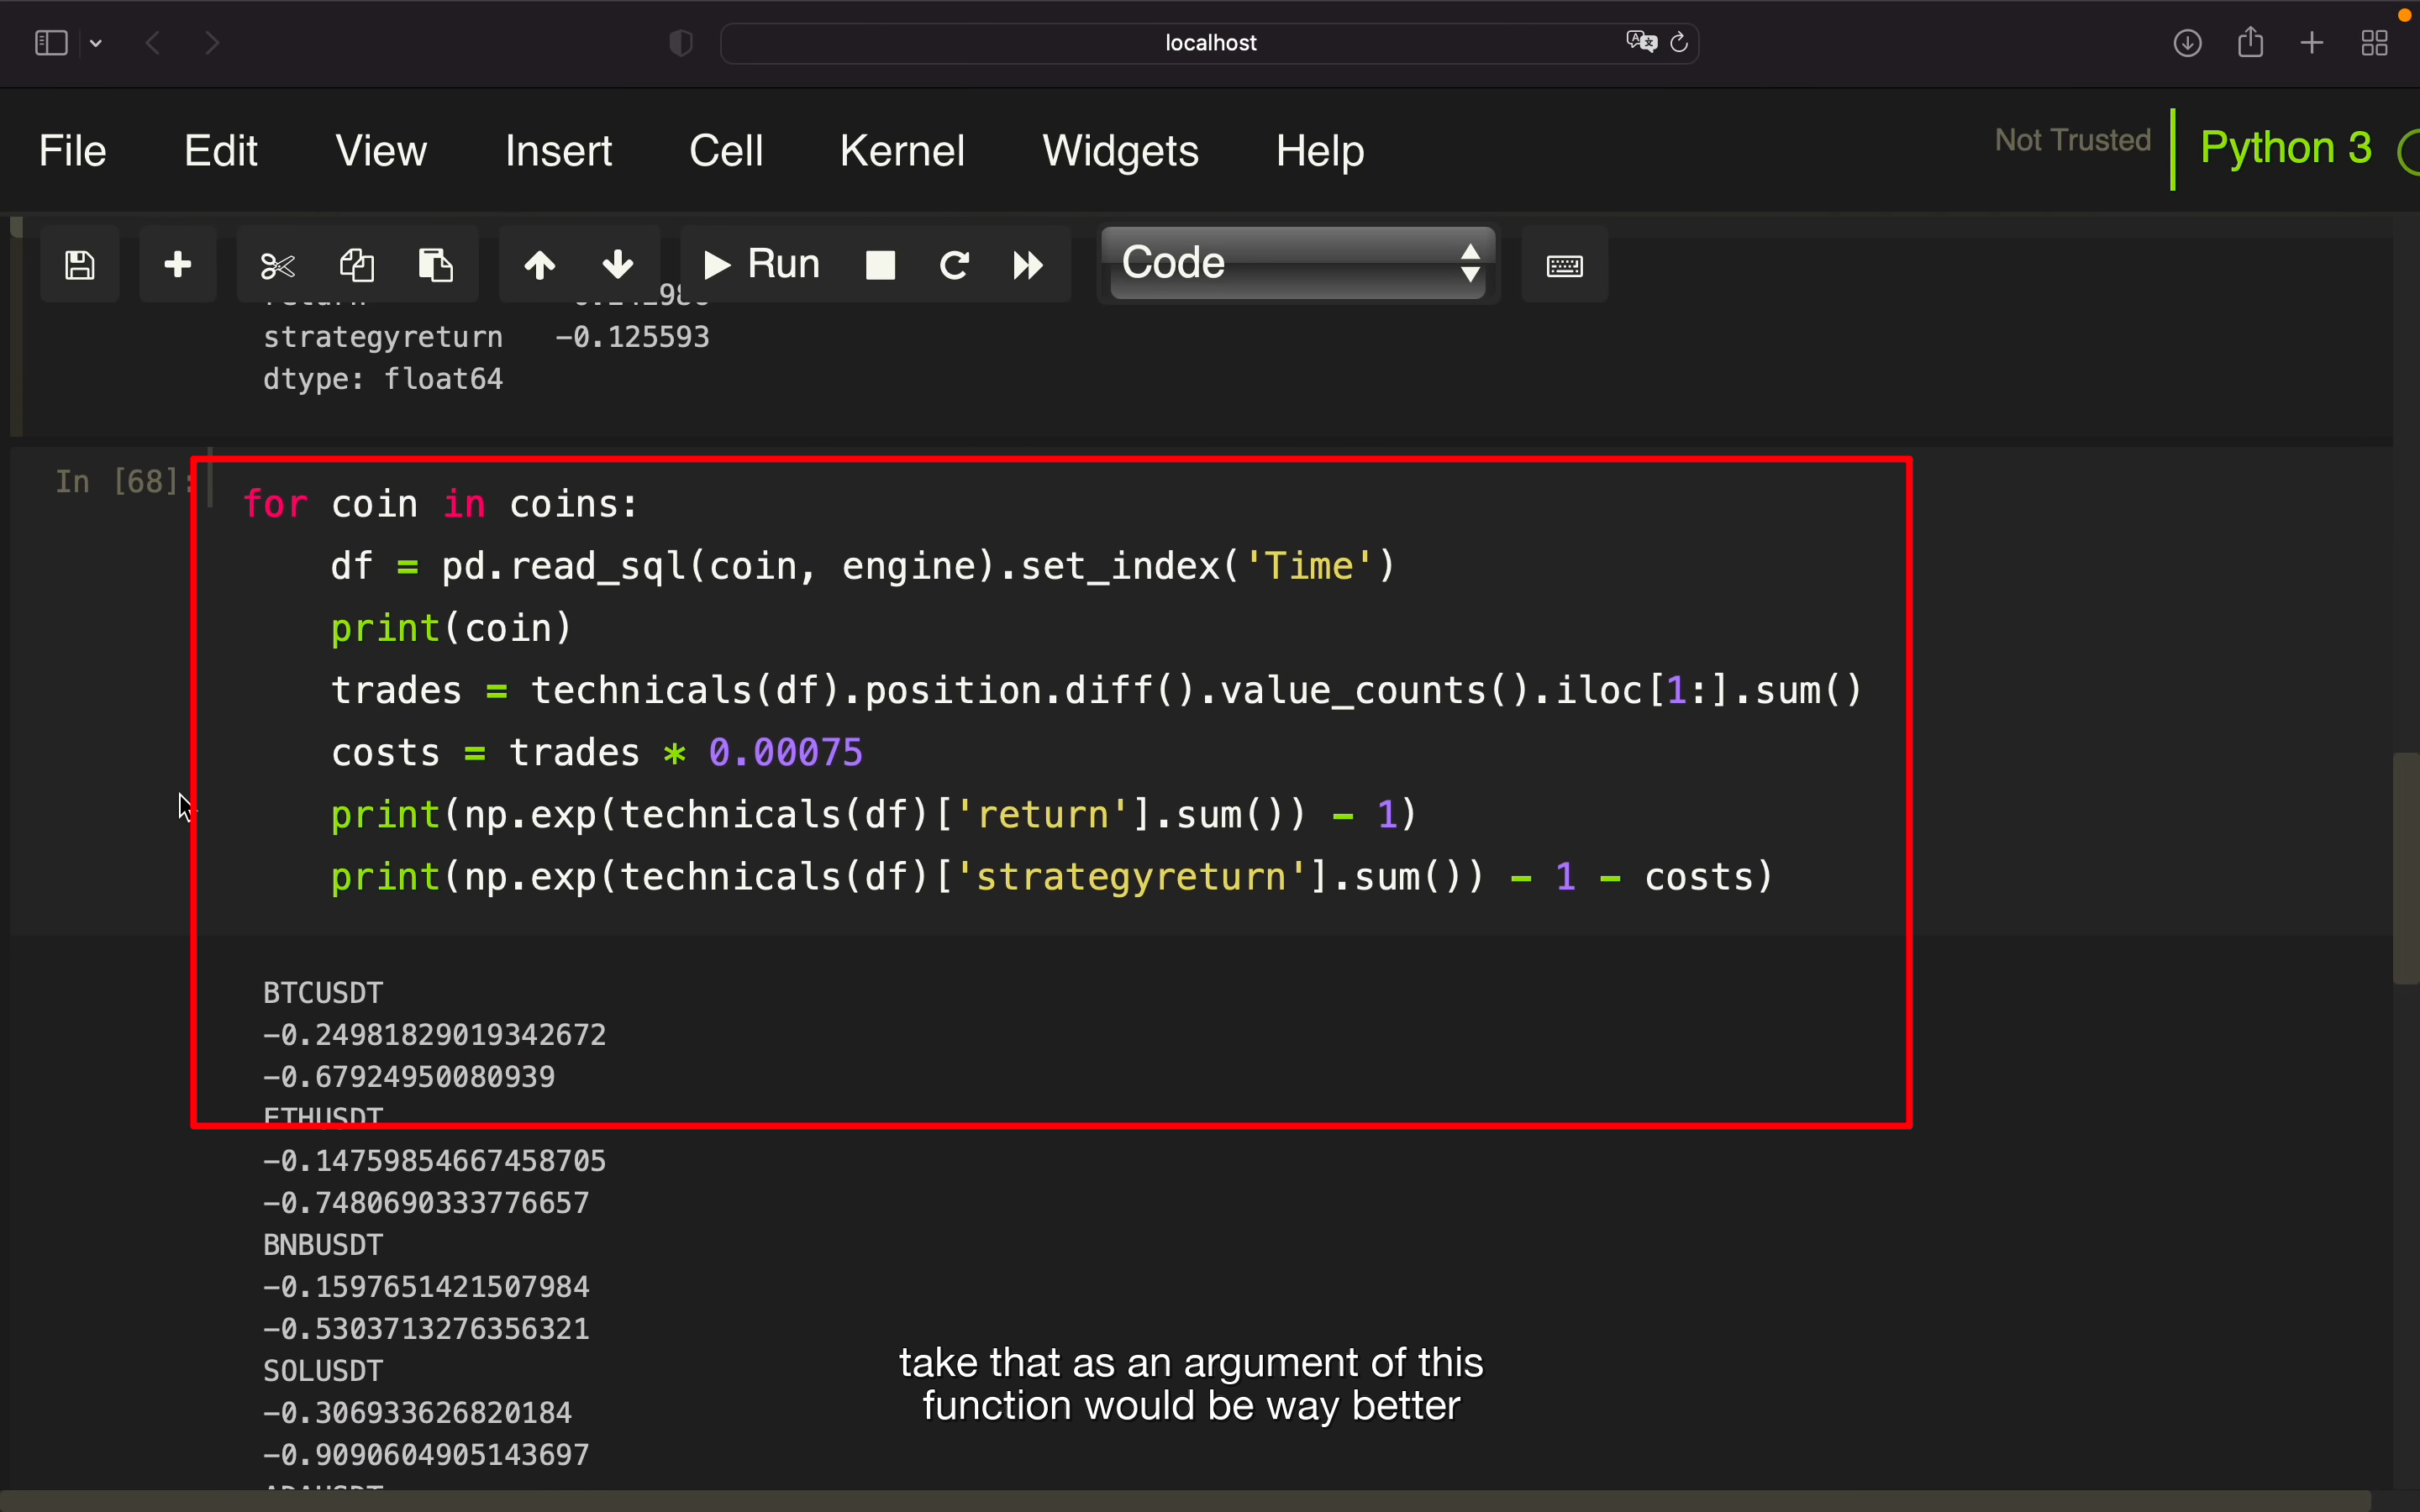 localhost
File Edit View Insert Cell Kernel Widgets Help Not Trusted Python 3
Run Code
strategyreturn -0.125593
dtype: float64
In [68]:
for coin in coins:
    df = pd.read_sql(coin, engine).set_index('Time')
    print(coin)
    trades = technicals(df).position.diff().value_counts().iloc[1:].sum()
    costs = trades * 0.00075
    print(np.exp(technicals(df)['return'].sum()) - 1)
    print(np.exp(technicals(df)['strategyreturn'].sum()) - 1 - costs)
BTCUSDT
-0.24981829019342672
-0.67924950080939
ETHUSDT
-0.14759854667458705
-0.7480690333776657
BNBUSDT
-0.1597651421507984
-0.5303713276356321
SOLUSDT
-0.306933626820184
-0.9090604905143697
take that as an argument of this
function would be way better